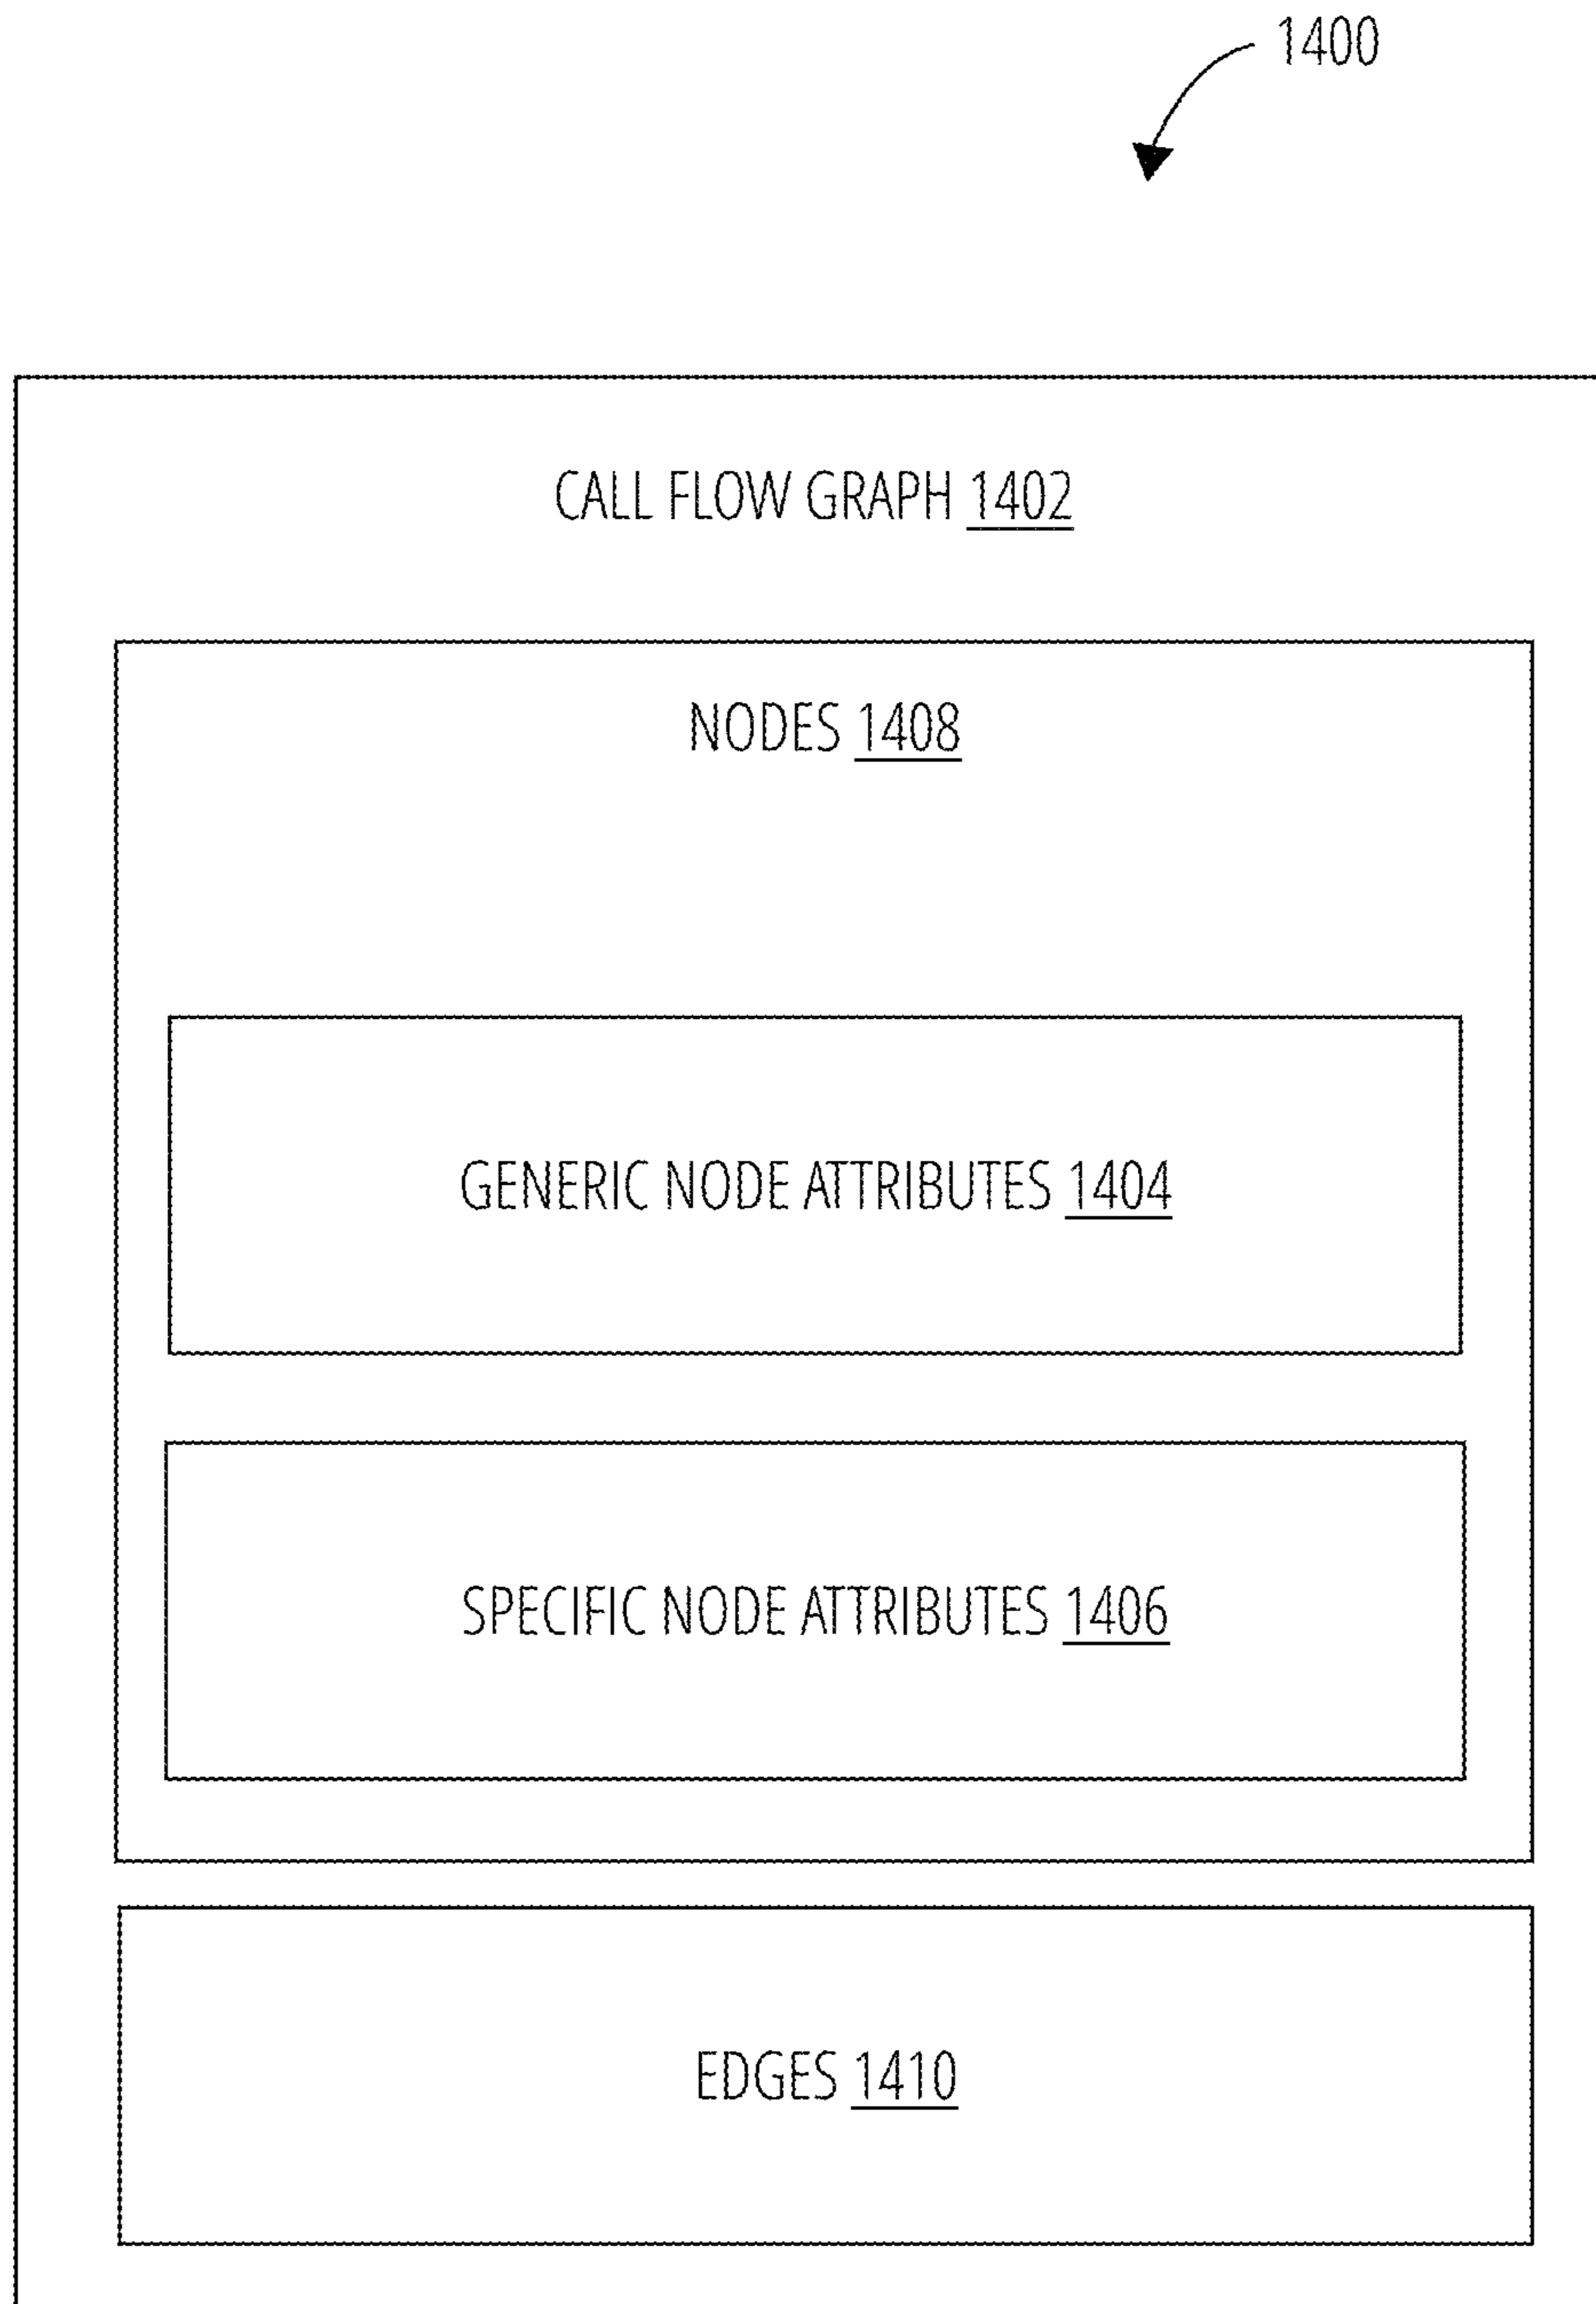 1400
CALL FLOW GRAPH 1402
NODES 1408
GENERIC NODE ATTRIBUTES 1404
SPECIFIC NODE ATTRIBUTES 1406
EDGES 1410